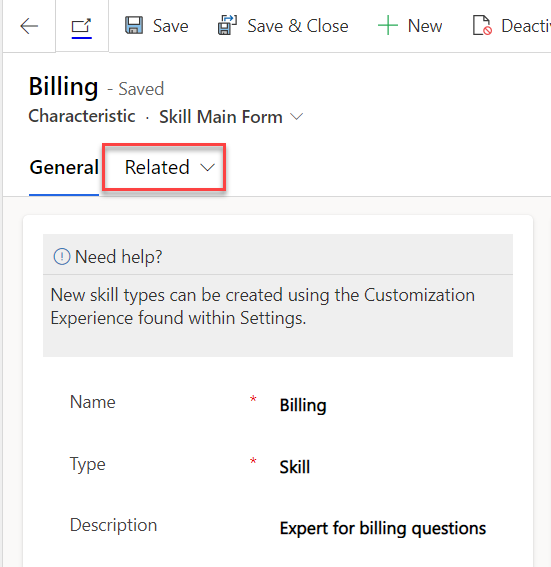 Save Save & Close New Deactiv
Billing - Saved
Characteristic · Skill Main Form
General Related
Need help?
New skill types can be created using the Customization
Experience found within Settings.
Name * Billing
Type * Skill
Description Expert for billing questions